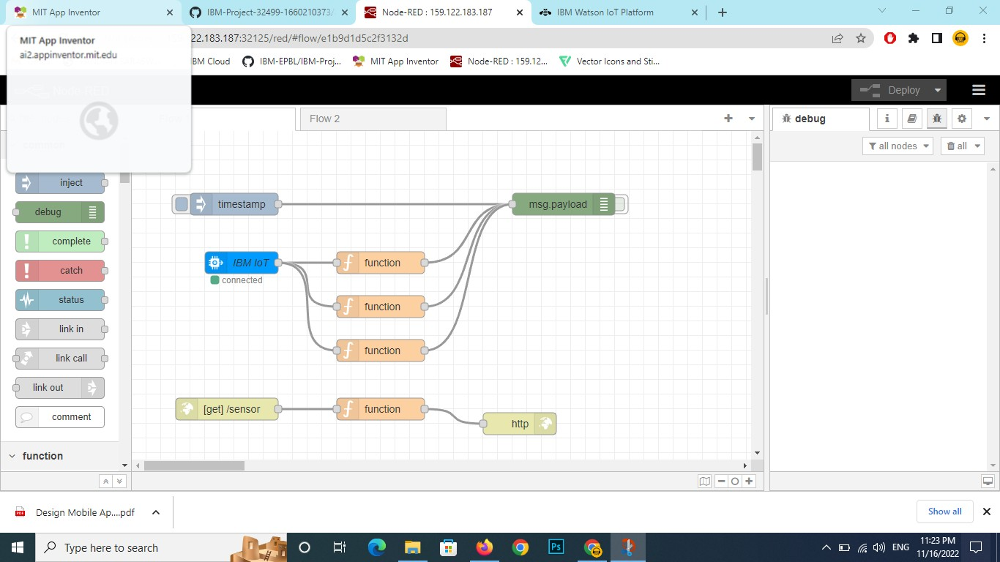 MIT App Inventor
IBM-Project-32499-1660210373/
Node-RED : 159.122.183.187
IBM Watson IoT Platform
MIT App Inventor
ai2.appinventor.mit.edu
22.183.187:32125/red/#flow/e1b9d1d5c2f3132d
BM Cloud
IBM-EPBL/IBM-Proj...
MIT App Inventor
Node-RED : 159.12...
Vector Icons and Sti...
Node-RED
Deploy
Flow 2
debug
all nodes
all
inject
debug
complete
catch
status
link in
link call
link out
comment
function
timestamp
msg.payload
IBM IoT
connected
function
function
function
[get] /sensor
function
http
Design Mobile Ap....pdf
Show all
Type here to search
Ps
ENG
11:23 PM
11/16/2022